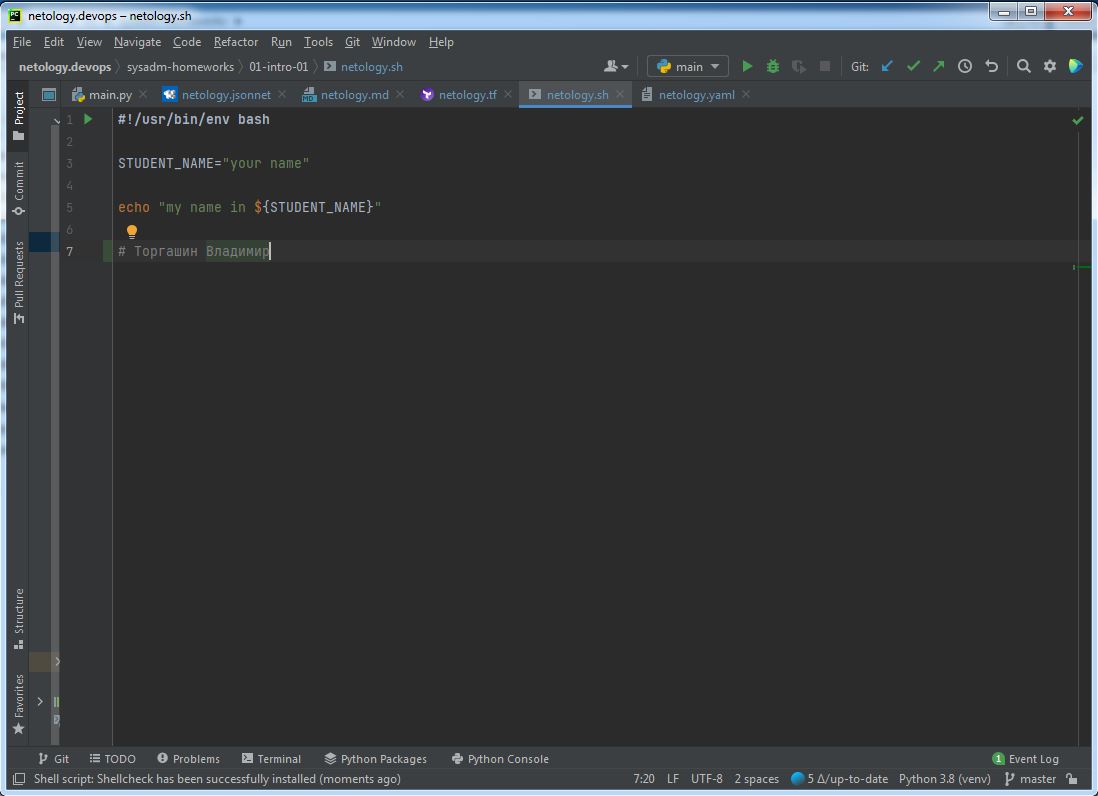 netology.devops – netology.sh
File Edit View Navigate Code Refactor Run Tools Git Window Help
netology.devops sysadm-homeworks 01-intro-01 netology.sh main Git:
main.py netology.jsonnet netology.md netology.tf netology.sh netology.yaml
Project
Commit
Pull Requests
Structure
Favorites
1 #!/usr/bin/env bash
2
3 STUDENT_NAME="your name"
4
5 echo "my name in ${STUDENT_NAME}"
6
7 # Торгашин Владимир
Git TODO Problems Terminal Python Packages Python Console 1 Event Log
Shell script: Shellcheck has been successfully installed (moments ago) 7:20 LF UTF-8 2 spaces 5 Δ/up-to-date Python 3.8 (venv) master